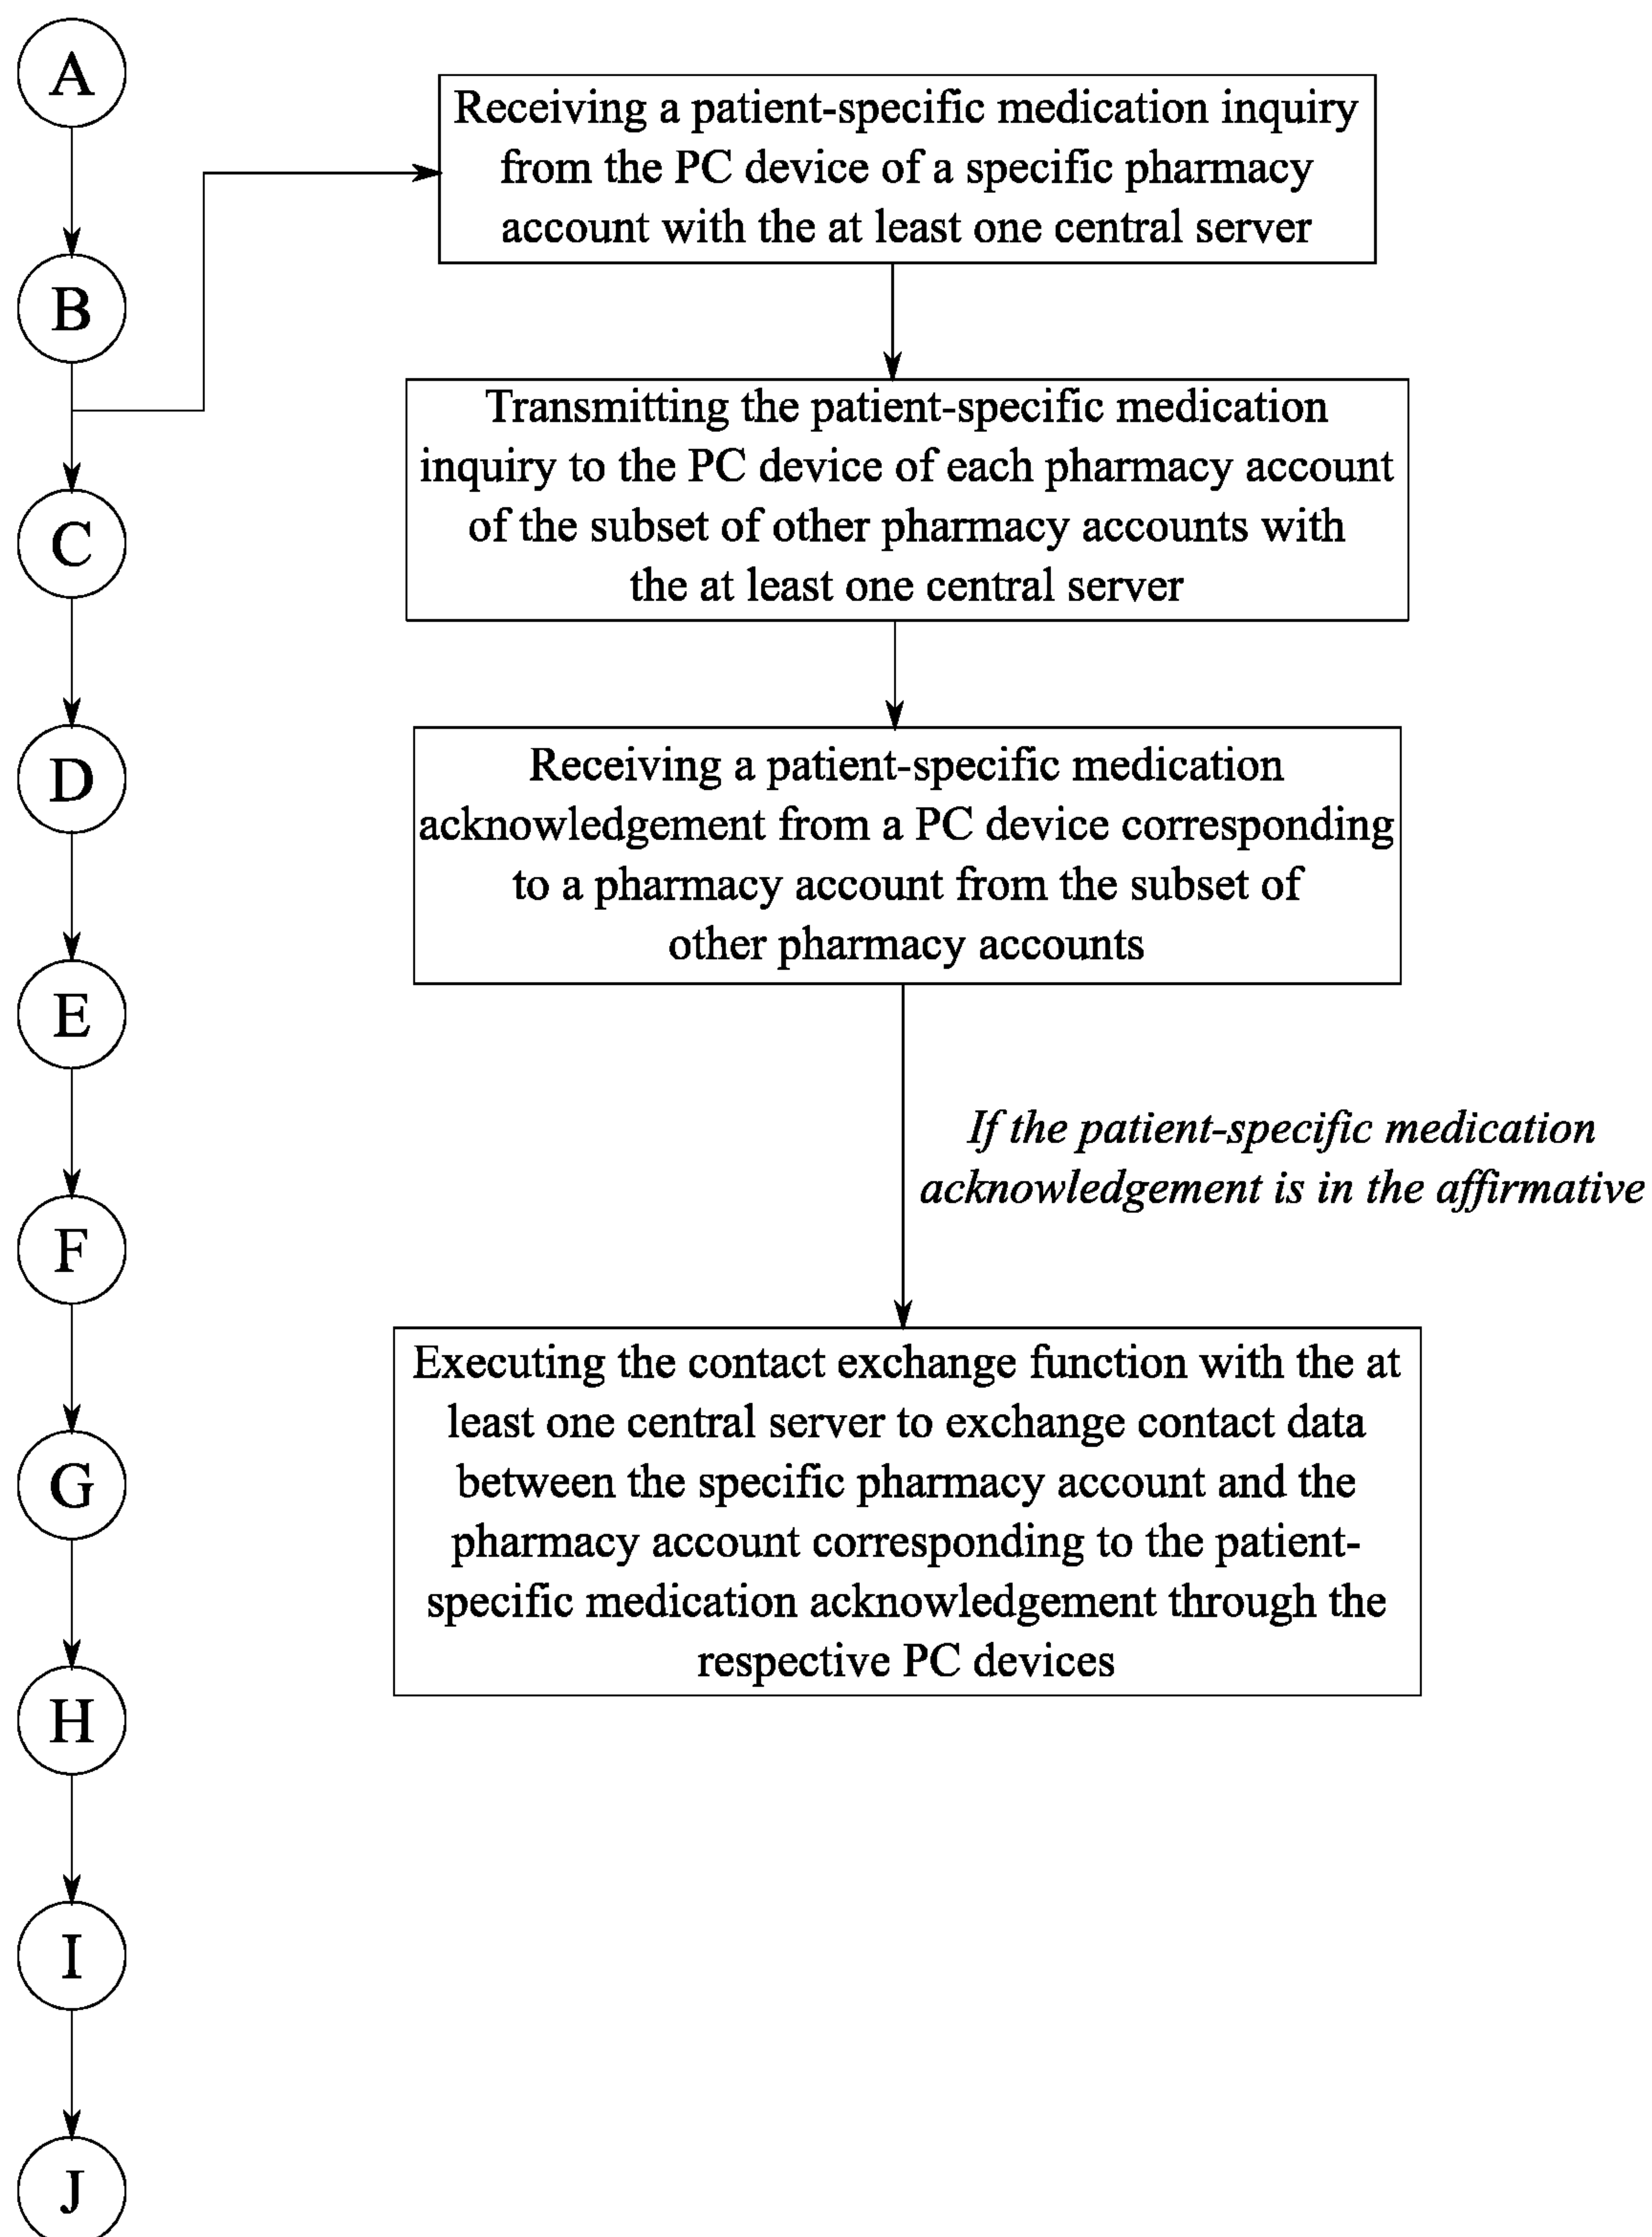 A
B
C
D
E
F
G
H
I
J
Receiving a patient-specific medication inquiry
from the PC device of a specific pharmacy
account with the at least one central server
Transmitting the patient-specific medication
inquiry to the PC device of each pharmacy account
of the subset of other pharmacy accounts with
the at least one central server
Receiving a patient-specific medication
acknowledgement from a PC device corresponding
to a pharmacy account from the subset of
other pharmacy accounts
If the patient-specific medication
acknowledgement is in the affirmative
Executing the contact exchange function with the at
least one central server to exchange contact data
between the specific pharmacy account and the
pharmacy account corresponding to the patient-
specific medication acknowledgement through the
respective PC devices